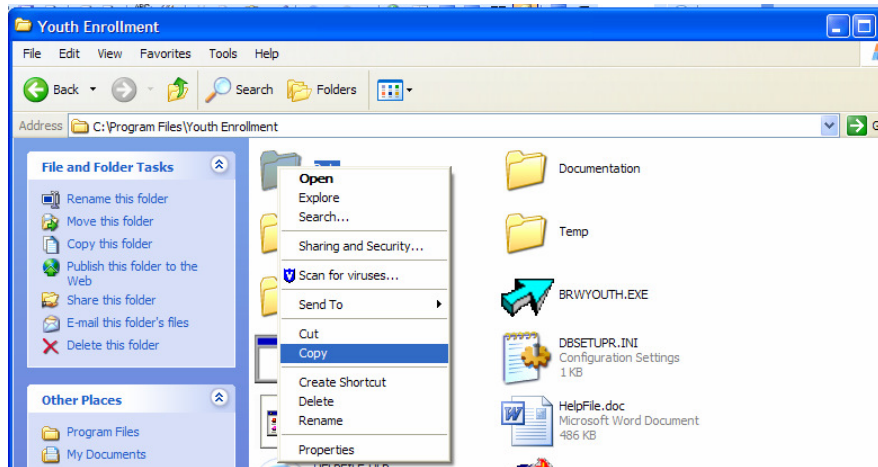 Youth Enrollment
File Edit View Favorites Tools Help
Back Search Folders
Address C:\Program Files\Youth Enrollment
File and Folder Tasks
Rename this folder
Move this folder
Copy this folder
Publish this folder to the
Web
Share this folder
E-mail this folder's files
Delete this folder
Other Places
Program Files
My Documents
Open
Explore
Search...
Sharing and Security...
Scan for viruses...
Send To
Cut
Copy
Create Shortcut
Delete
Rename
Properties
Documentation
Temp
BRWYOUTH.EXE
DBSETUPR.INI
Configuration Settings
1 KB
HelpFile.doc
Microsoft Word Document
486 KB